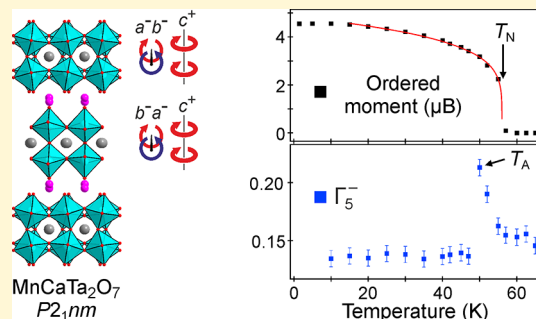 a⁻b⁻ c⁺
b⁻a⁻ c⁺
MnCaTa₂O₇
P2₁nm
4
2
0
Ordered
moment (μB)
T_N
0.20
0.15
Γ₅⁻
T_A
0 20 40 60
Temperature (K)